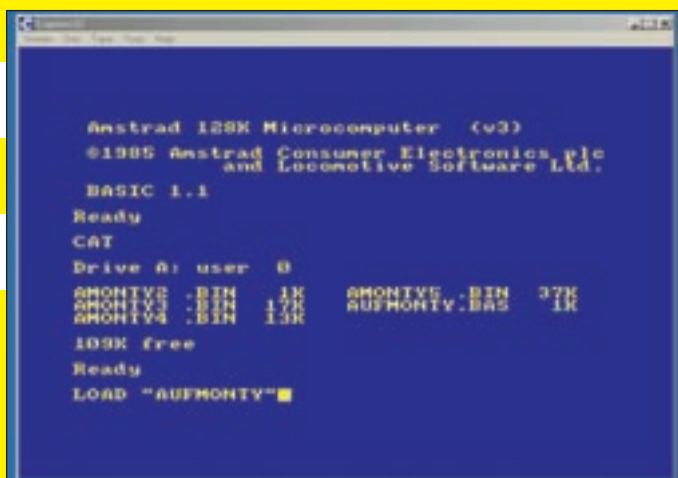 Amstrad 128K Microcomputer (v3)
©1985 Amstrad Consumer Electronics plc
and Locomotive Software Ltd.
BASIC 1.1
Ready
CAT
Drive A: user 0
AMONTY2 .BIN 1K AMONTY5 .BIN 37K
AMONTY3 .BIN 17K AUFMONTY.BAS 1K
AMONTY4 .BIN 13K
109K free
Ready
LOAD "AUFMONTY"